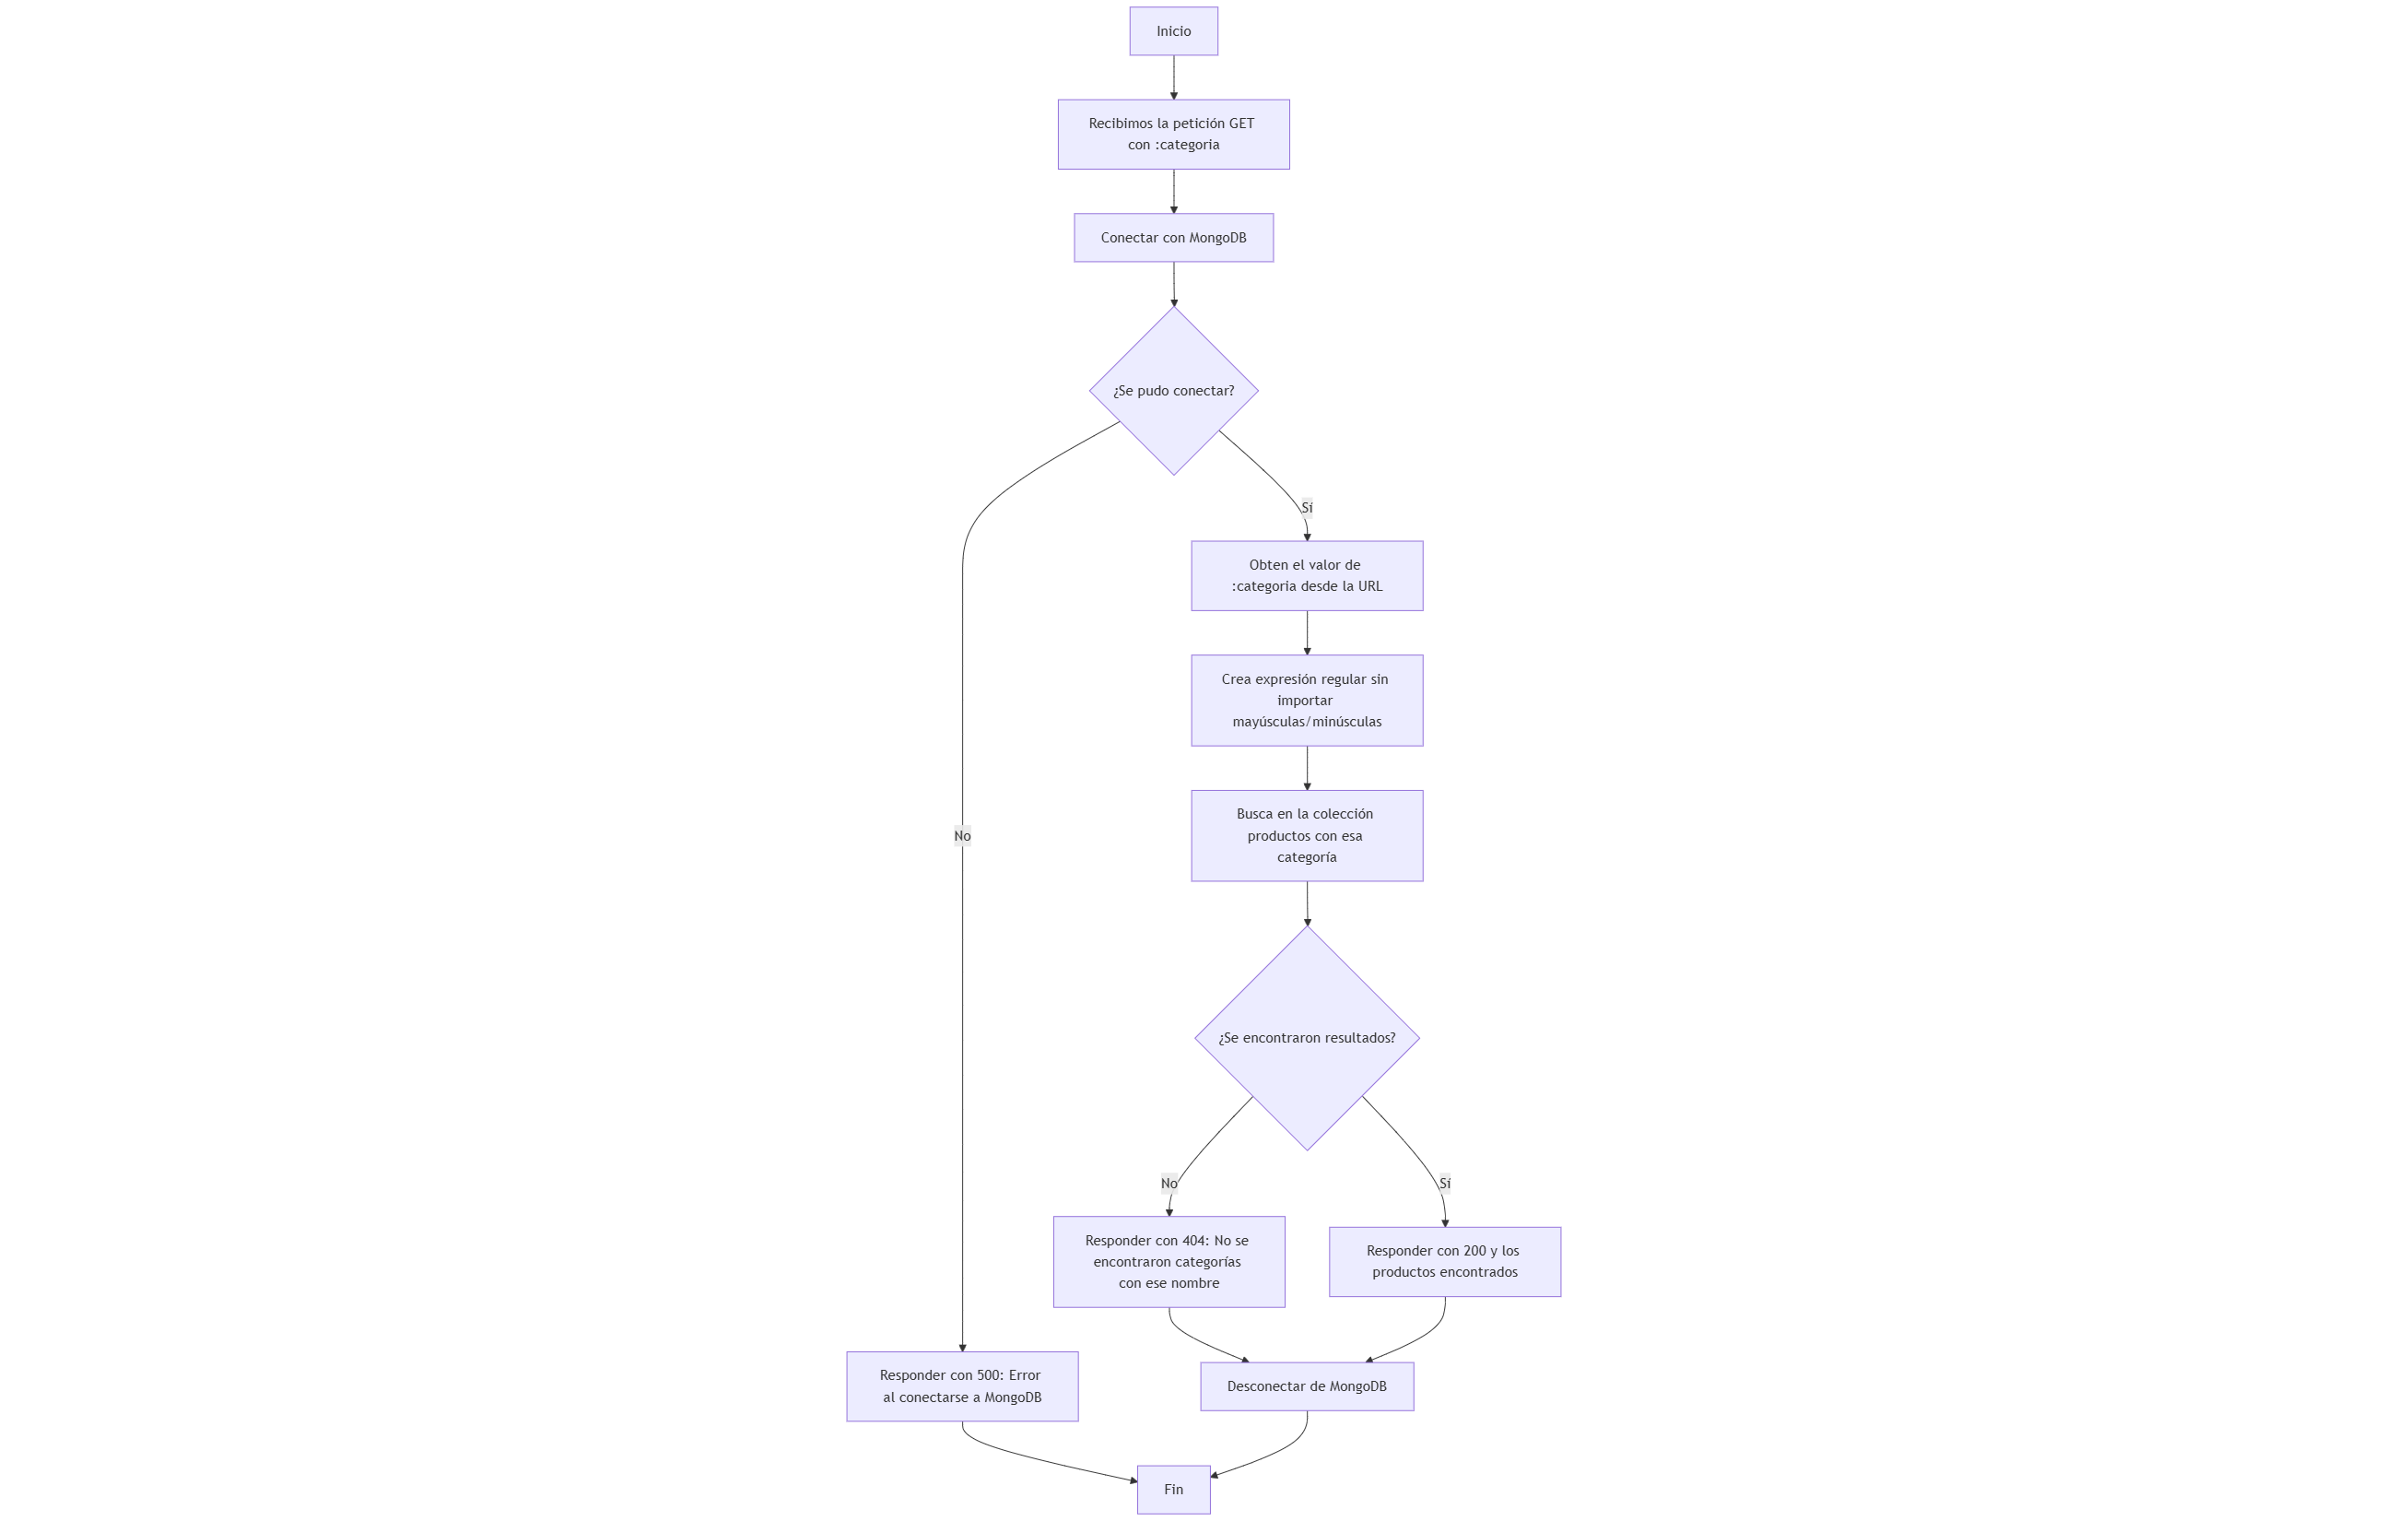 Inicio
Recibimos la petición GET
con :categoria
Conectar con MongoDB
¿Se pudo conectar?
Sí
Obten el valor de
:categoria desde la URL
Crea expresión regular sin
importar
mayúsculas/minúsculas
No
Busca en la colección
productos con esa
categoría
¿Se encontraron resultados?
No
Sí
Responder con 404: No se
encontraron categorías
con ese nombre
Responder con 200 y los
productos encontrados
Responder con 500: Error
al conectarse a MongoDB
Desconectar de MongoDB
Fin